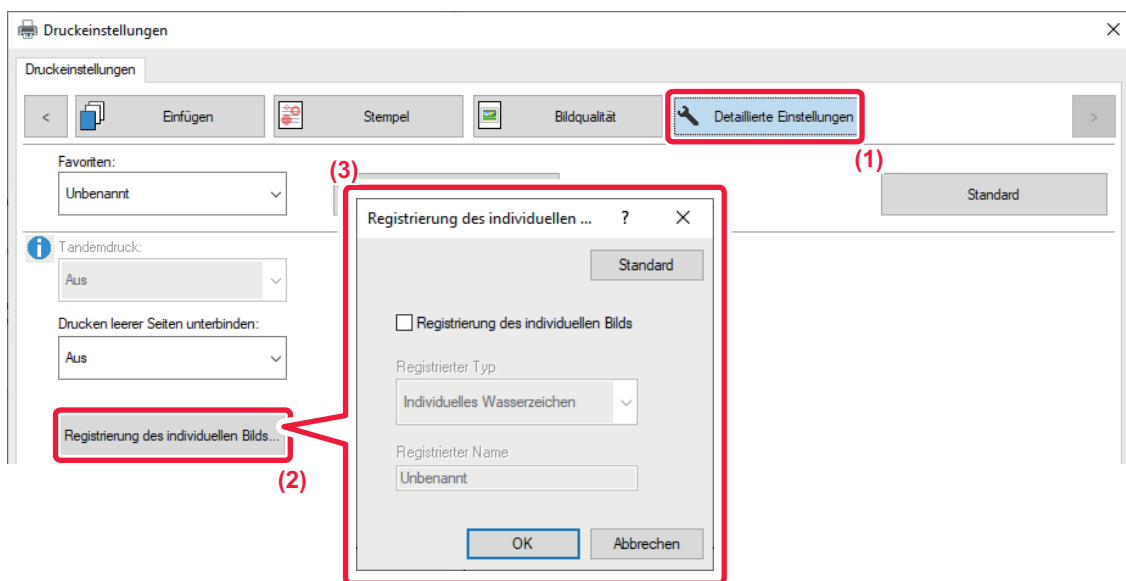 Druckeinstellungen
Druckeinstellungen
< Einfügen Stempel Bildqualität Detaillierte Einstellungen >
(1)
Favoriten:
(3)
Unbenannt
Standard
Registrierung des individuellen ... ?
Tandemdruck:
Standard
Aus
Drucken leerer Seiten unterbinden:
Registrierung des individuellen Bilds
Aus
Registrierter Typ
Individuelles Wasserzeichen
Registrierung des individuellen Bilds...
(2)
Registrierter Name
Unbenannt
OK Abbrechen